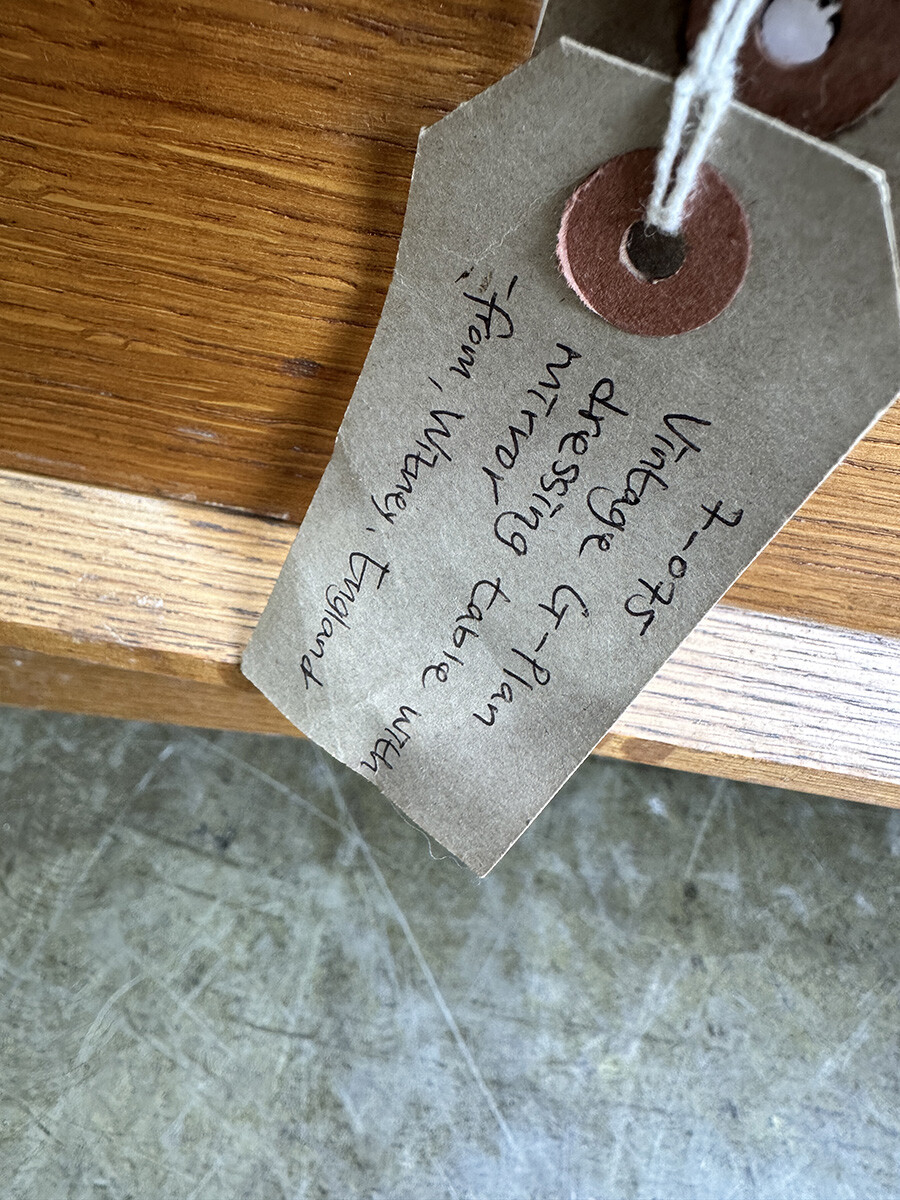 7-075
Vintage G-Plan
dressing table with
mirror
-from, Witney, England